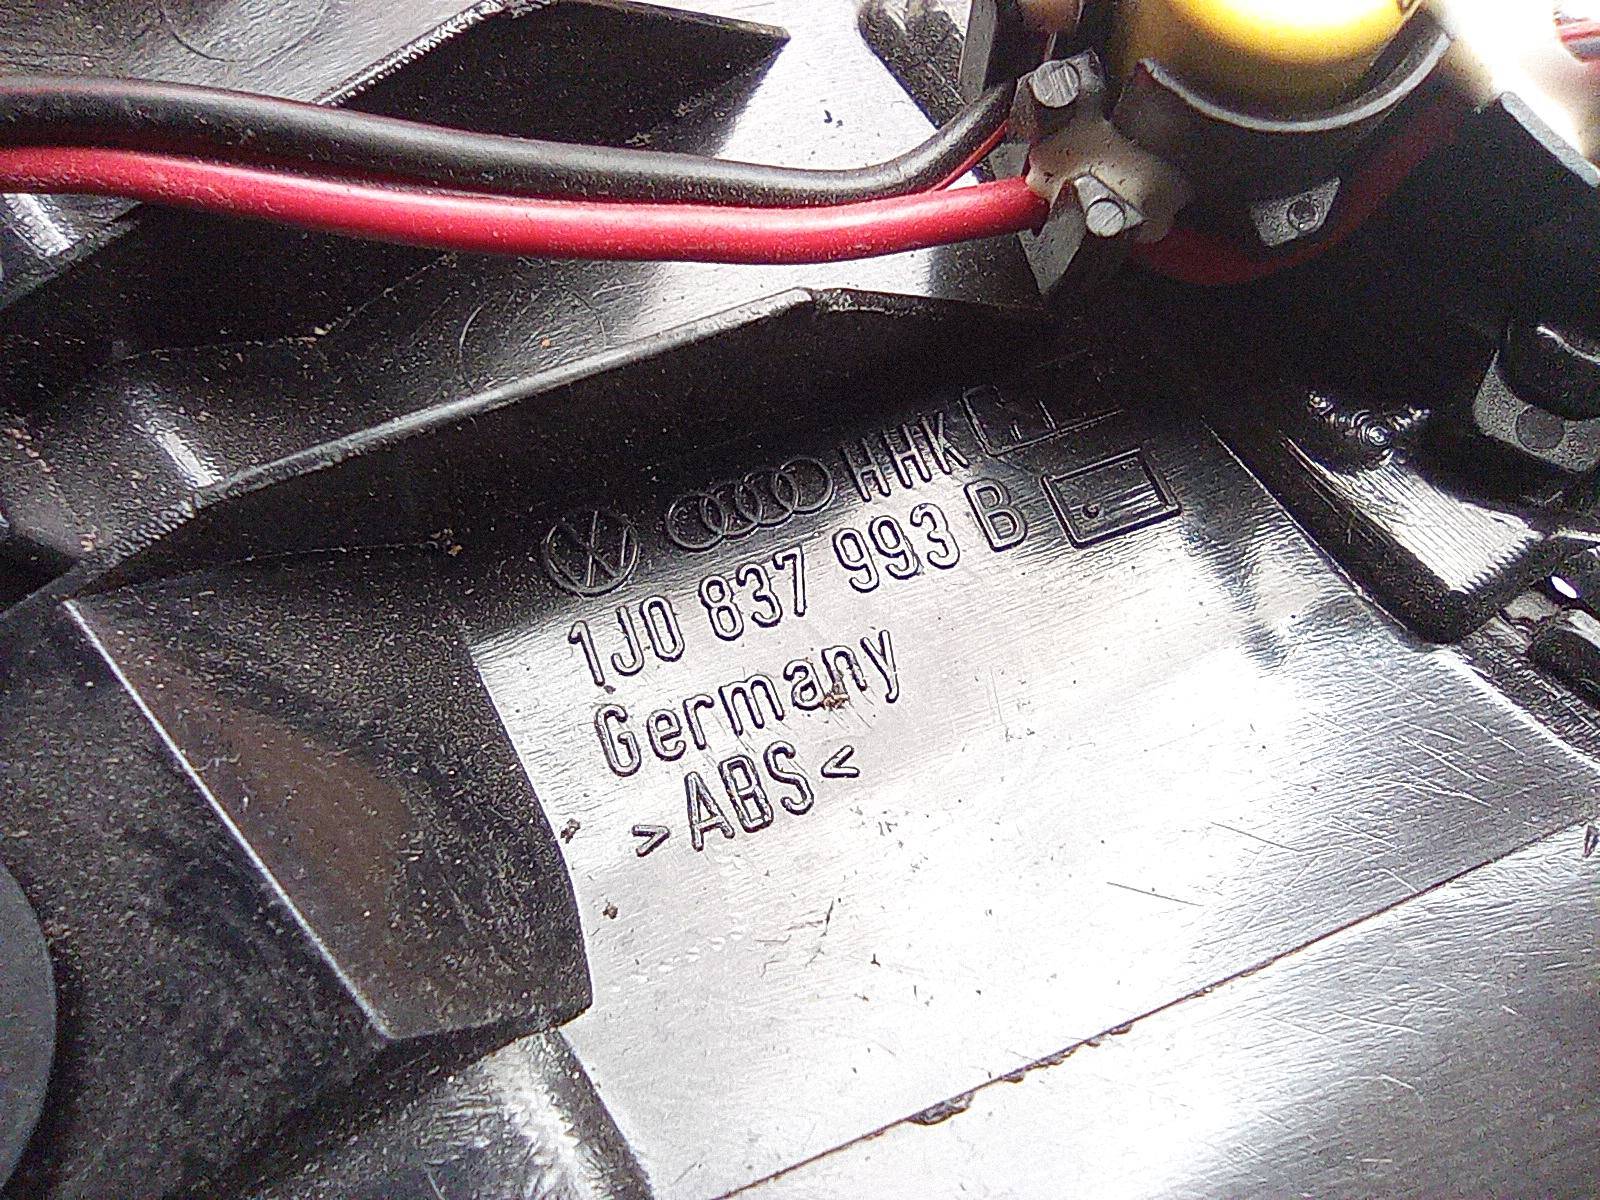 HHK
1J0 837 993 B
Germany
>ABS<